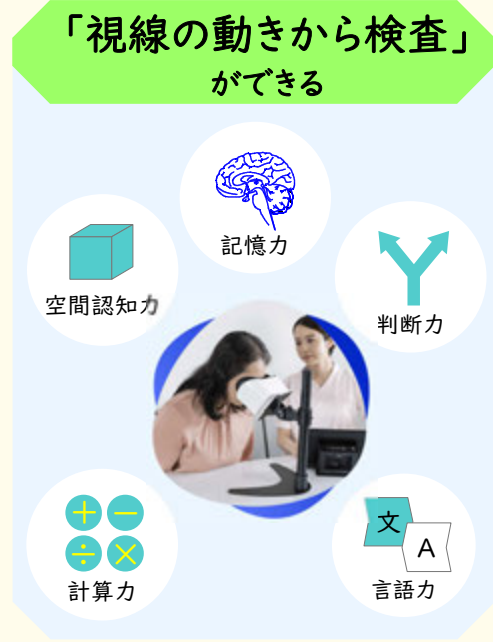 「視線の動きから検査」
ができる
記憶力
空間認知力
判断力
＋ －
÷ ×
計算力
文
A
言語力